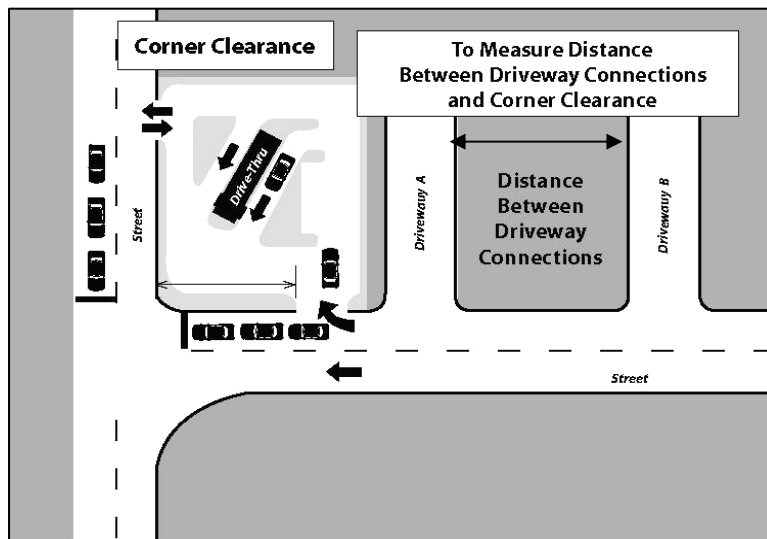 Corner Clearance
To Measure Distance
Between Driveway Connections
and Corner Clearance
Drive-Thru
Street
Driveway A
Distance
Between
Driveway
Connections
Driveway B
Street